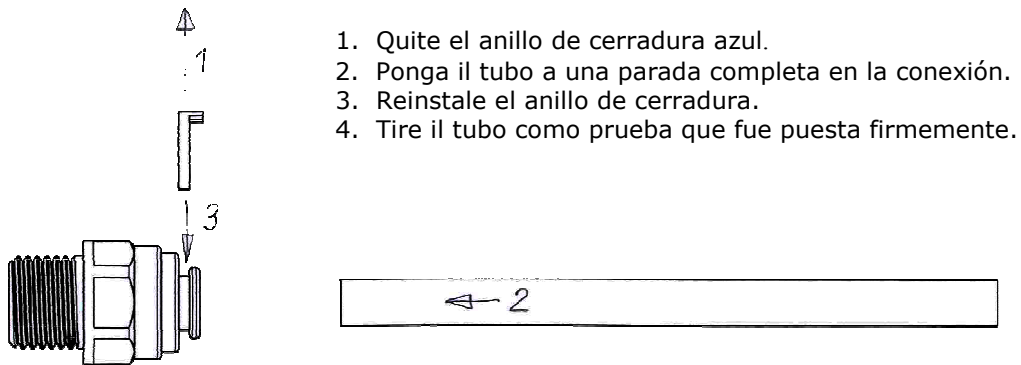 1. Quite el anillo de cerradura azul.
2. Ponga il tubo a una parada completa en la conexión.
3. Reinstale el anillo de cerradura.
4. Tire il tubo como prueba que fue puesta firmemente.
1
3
2